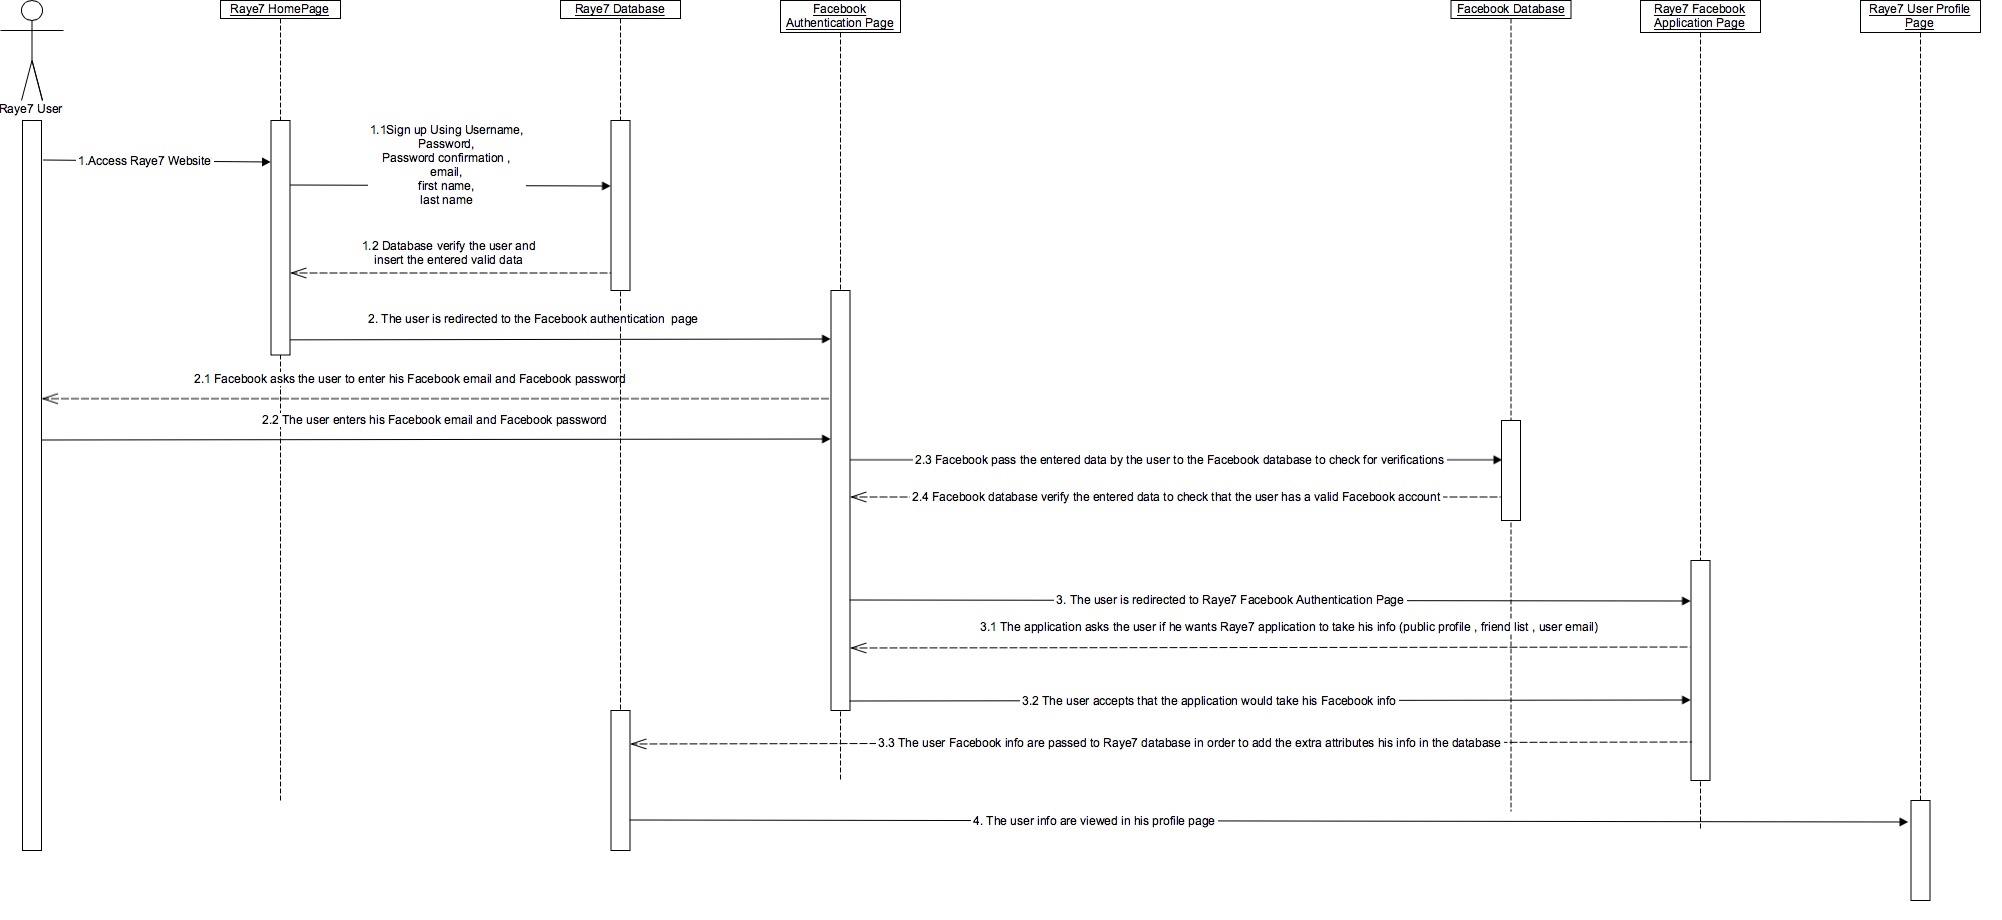 Raye7 HomePage
Raye7 Database
Facebook
Authentication Page
Facebook Database
Raye7 Facebook
Application Page
Raye7 User Profile
Page
Raye7 User
1.Access Raye7 Website
1.1Sign up Using Username,
Password,
Password confirmation ,
email,
first name,
last name
1.2 Database verify the user and
insert the entered valid data
2. The user is redirected to the Facebook authentication  page
2.1 Facebook asks the user to enter his Facebook email and Facebook password
2.2 The user enters his Facebook email and Facebook password
2.3 Facebook pass the entered data by the user to the Facebook database to check for verifications
2.4 Facebook database verify the entered data to check that the user has a valid Facebook account
3. The user is redirected to Raye7 Facebook Authentication Page
3.1 The application asks the user if he wants Raye7 application to take his info (public profile , friend list , user email)
3.2 The user accepts that the application would take his Facebook info
3.3 The user Facebook info are passed to Raye7 database in order to add the extra attributes his info in the database
4. The user info are viewed in his profile page